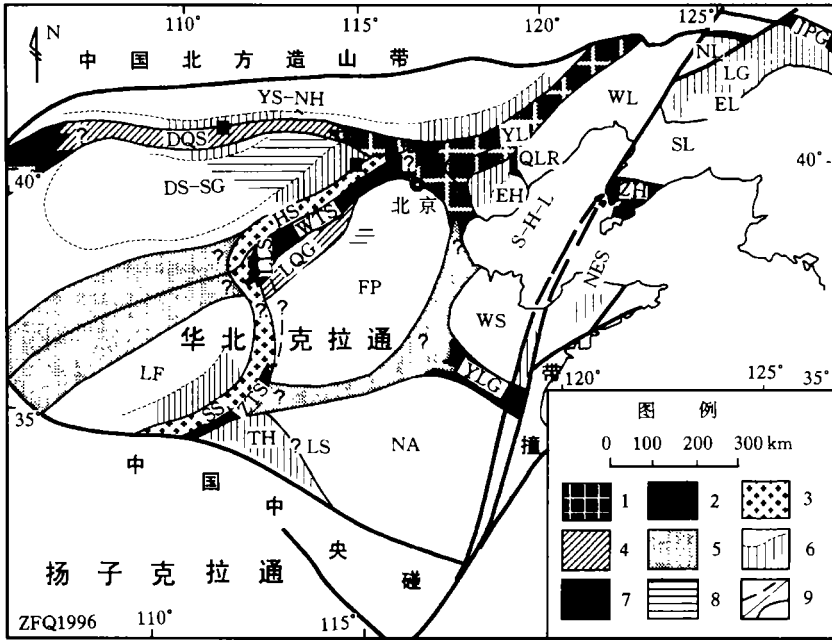 110°
115°
120°
125°
N
中国北方造山带
NL
JPG
LG
EL
YS-NH
WL
DQS
?
?
YL
QLR
SL
40°
40°
DS-SG
EH
ZH
北京
HS
WTS
S-H-L
?
LQG
NES
FP
?
?
WS
华北克拉通
?
LF
YLG
带
120°
125°
35°
35°
SS
ZTS
?
TH
?
LS
NA
撞
中国中央碰
扬子克拉通
ZFQ1996
110°
115°
图例
0 100 200 300 km
1 2 3
4 5 6
7 8 9